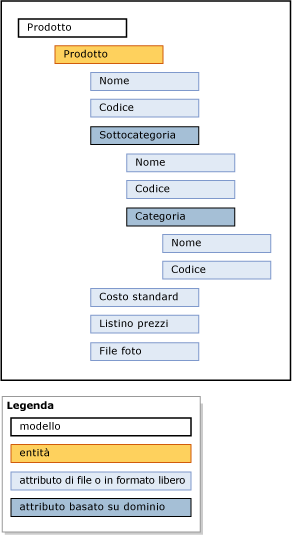 Prodotto
Prodotto
Nome
Codice
Sottocategoria
Nome
Codice
Categoria
Nome
Codice
Costo standard
Listino prezzi
File foto
Legenda
modello
entità
attributo di file o in formato libero
attributo basato su dominio